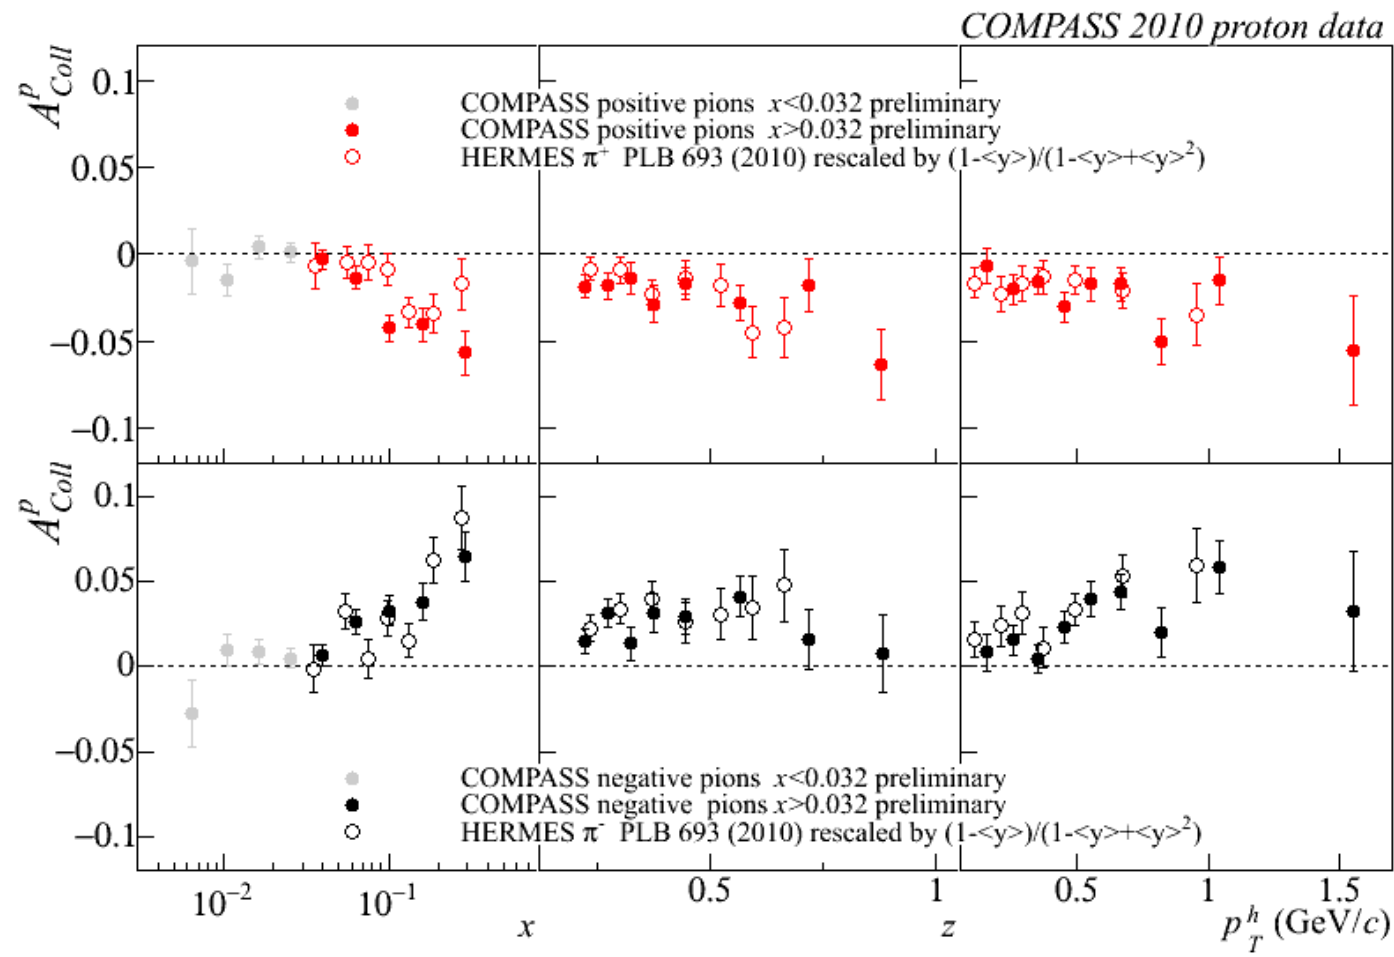 COMPASS 2010 proton data
A^p_Coll
0.1
0.05
0
−0.05
−0.1
COMPASS positive pions x<0.032 preliminary
COMPASS positive pions x>0.032 preliminary
HERMES π⁺ PLB 693 (2010) rescaled by (1-<y>)/(1-<y>+<y>²)
A^p_Coll
0.1
0.05
0
−0.05
−0.1
COMPASS negative pions x<0.032 preliminary
COMPASS negative pions x>0.032 preliminary
HERMES π⁻ PLB 693 (2010) rescaled by (1-<y>)/(1-<y>+<y>²)
10⁻² 10⁻¹ 0.5 1 0.5 1 1.5
x z p^h_T (GeV/c)